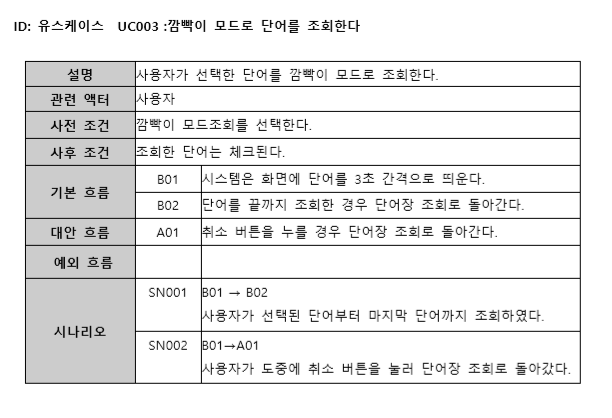 ID: 유스케이스 UC003 :깜빡이 모드로 단어를 조회한다
설명 사용자가 선택한 단어를 깜빡이 모드로 조회한다.
관련 액터 사용자
사전 조건 깜빡이 모드조회를 선택한다.
사후 조건 조회한 단어는 체크된다.
기본 흐름
B01 시스템은 화면에 단어를 3초 간격으로 띄운다.
B02 단어를 끝까지 조회한 경우 단어장 조회로 돌아간다.
대안 흐름 A01 취소 버튼을 누를 경우 단어장 조회로 돌아간다.
예외 흐름
시나리오
SN001 B01 → B02
사용자가 선택된 단어부터 마지막 단어까지 조회하였다.
SN002 B01→A01
사용자가 도중에 취소 버튼을 눌러 단어장 조회로 돌아갔다.